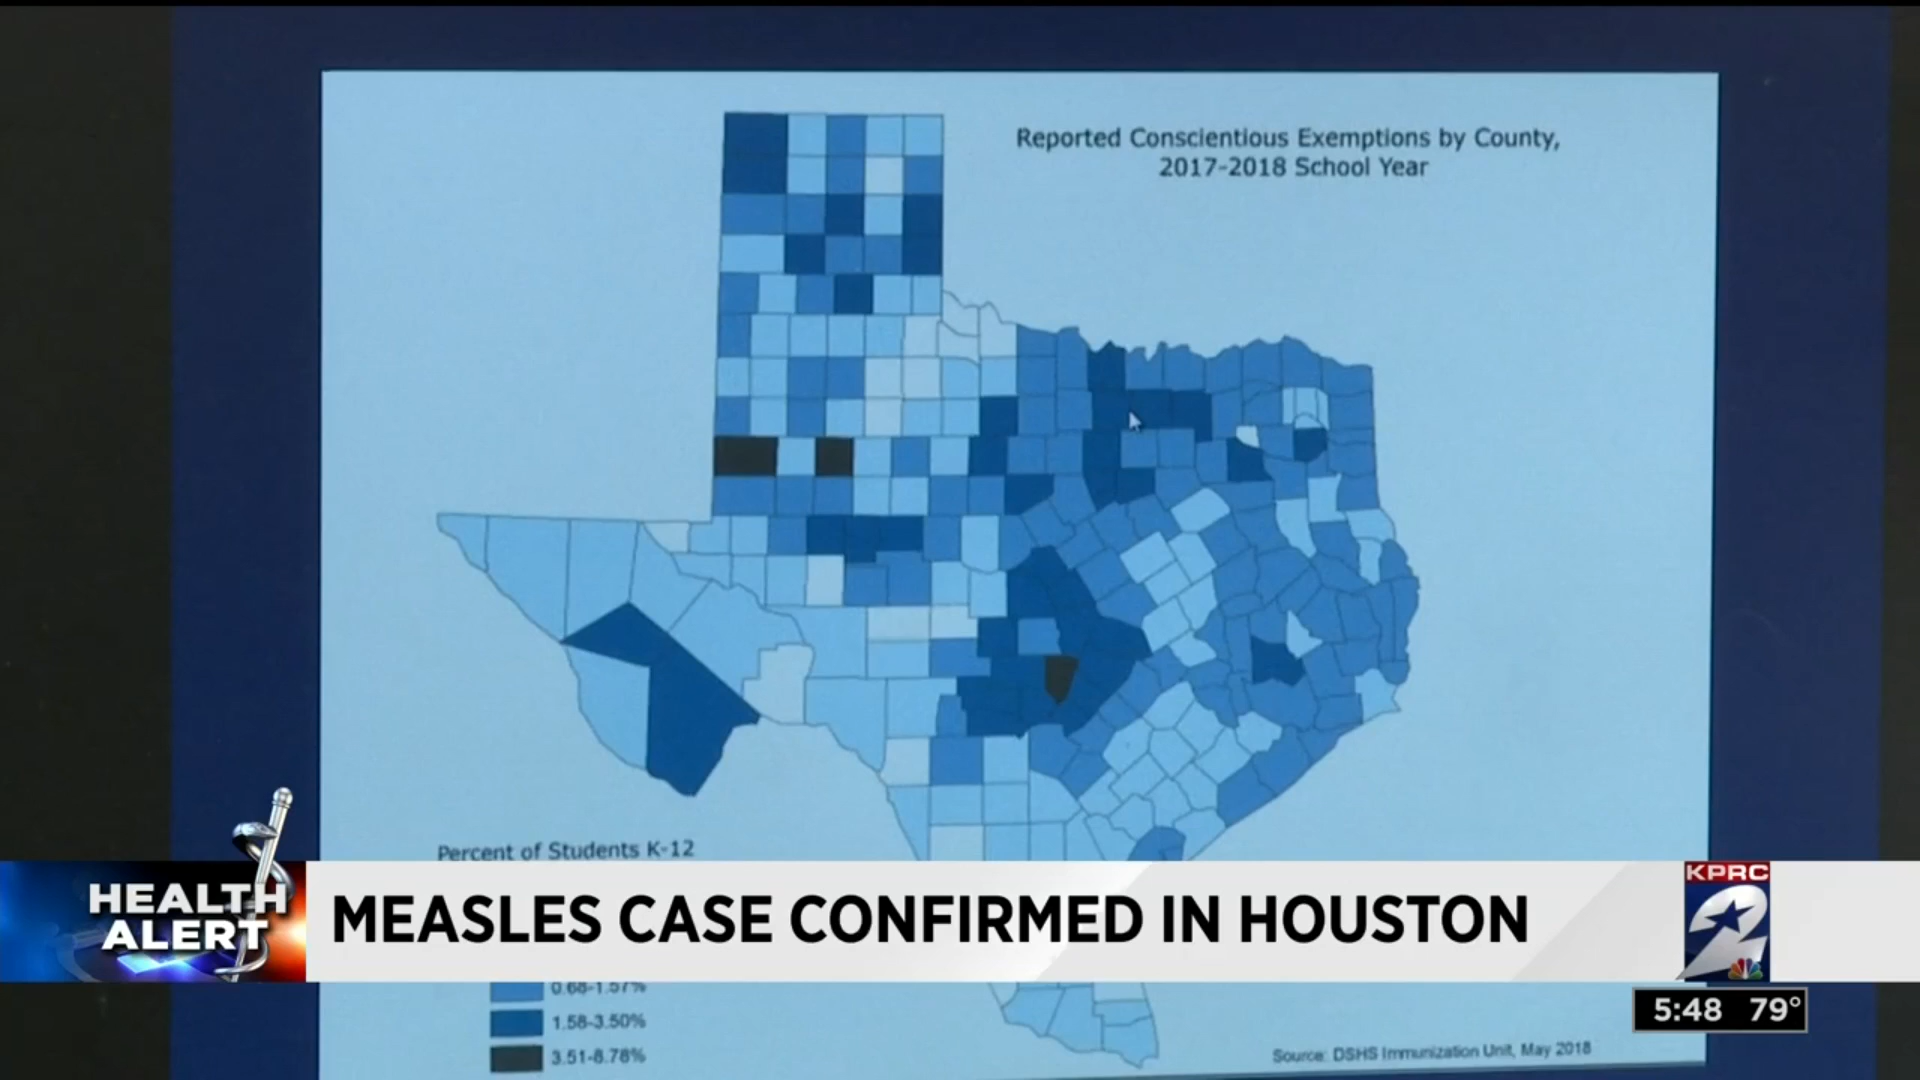 Reported Conscientious Exemptions by County,
2017-2018 School Year
Percent of Students K-12
HEALTH
ALERT
MEASLES CASE CONFIRMED IN HOUSTON
KPRC
2
0.68-1.57%
1.58-3.50%
3.51-8.78%
5:48 79°
Source: DSHS Immunization Unit, May 2018